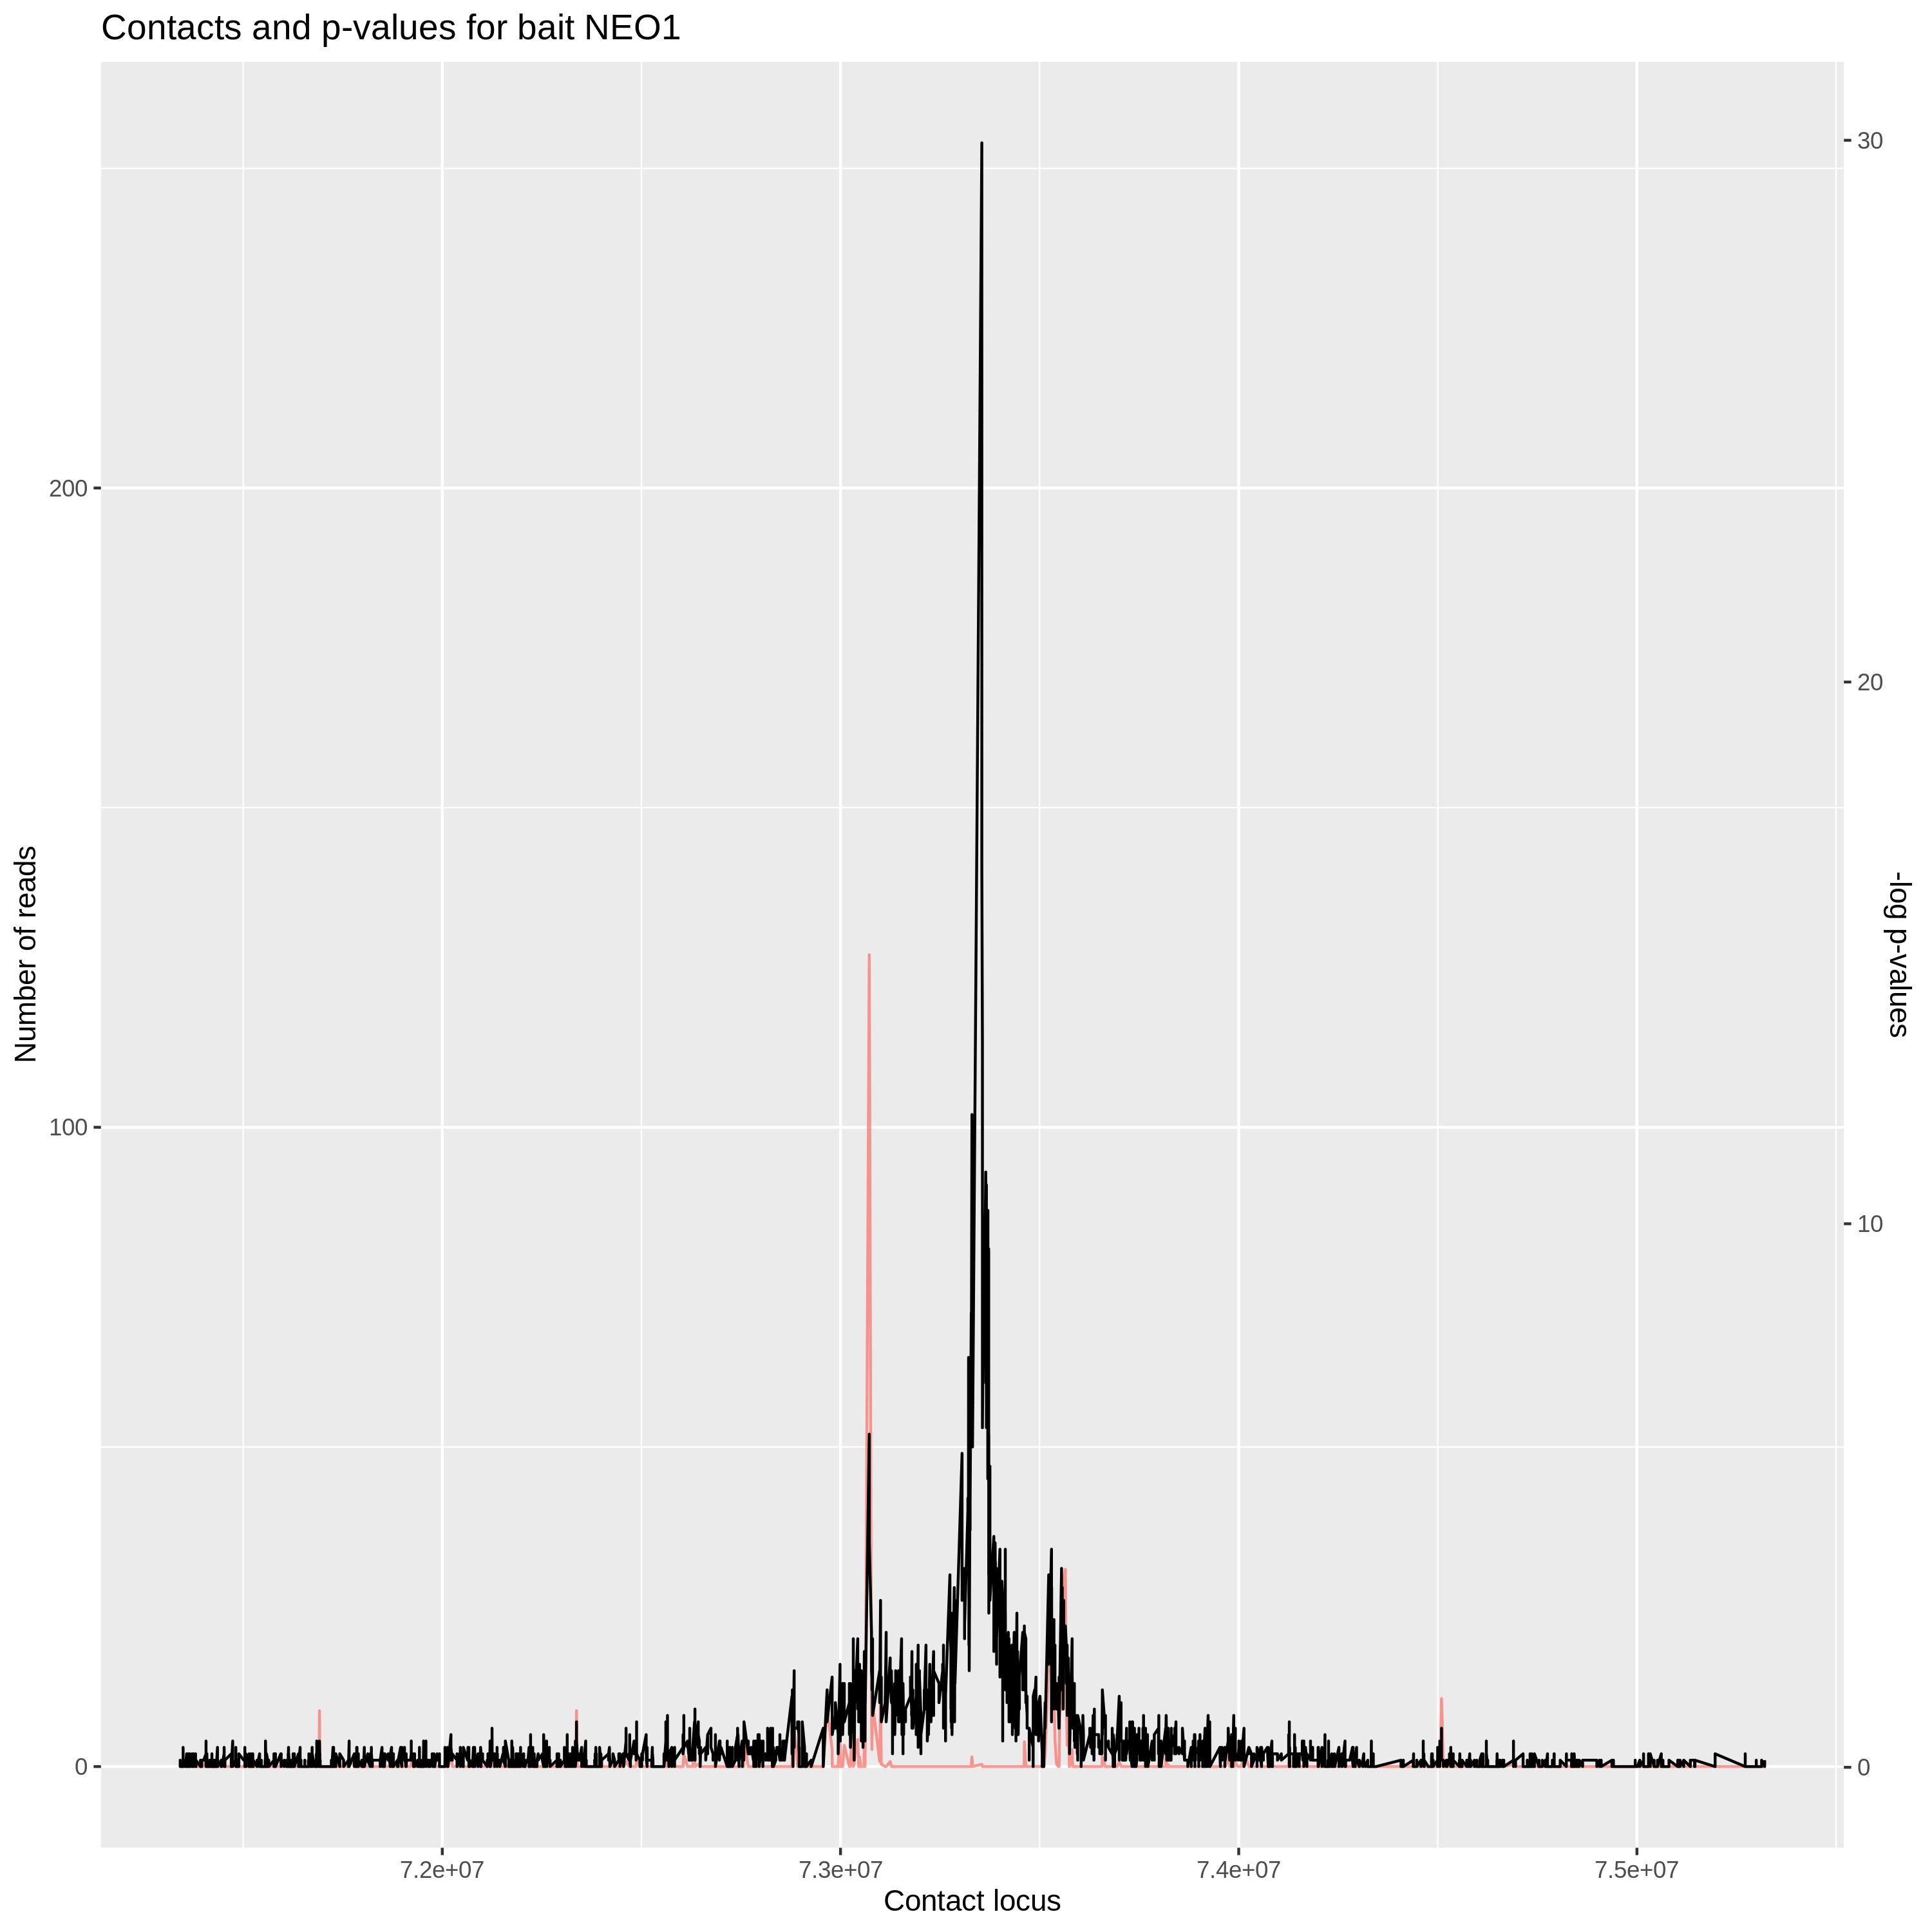 Contacts and p-values for bait NEO1
Number of reads
200
100
0
30
20
10
0
-log p-values
7.2e+07
7.3e+07
7.4e+07
7.5e+07
Contact locus